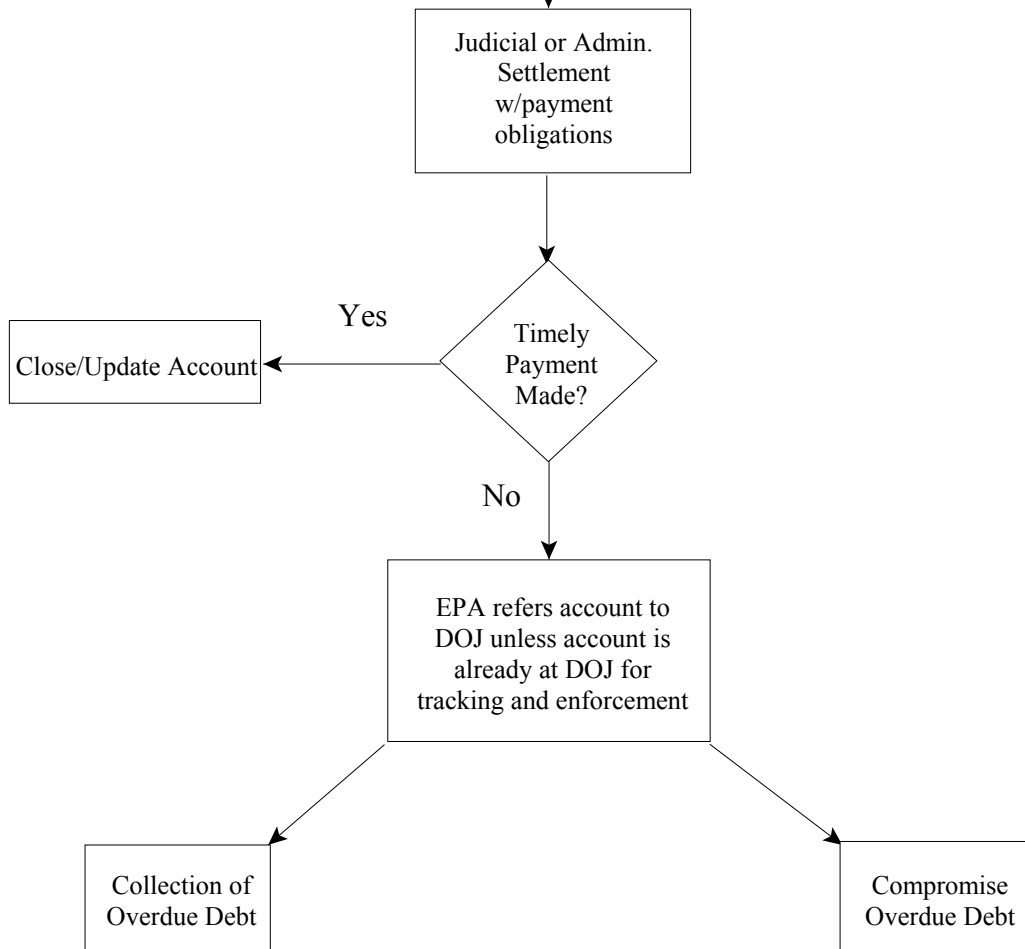 Judicial or Admin.
Settlement
w/payment
obligations
Yes
Timely
Payment
Made?
Close/Update Account
No
EPA refers account to
DOJ unless account is
already at DOJ for
tracking and enforcement
Collection of
Overdue Debt
Compromise
Overdue Debt